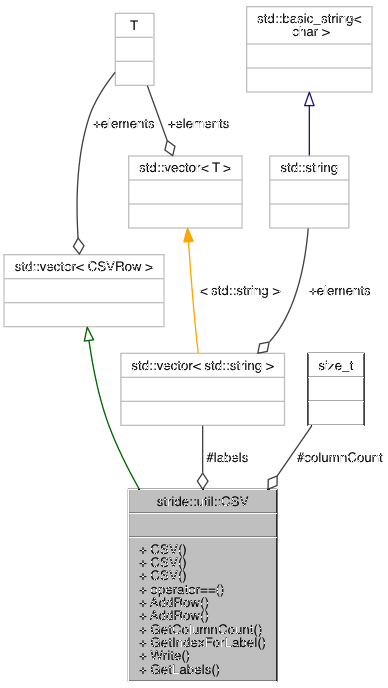 T
std::basic_string<
char >
+elements
+elements
std::vector< T >
std::string
std::vector< CSVRow >
< std::string >
+elements
std::vector< std::string >
size_t
#labels
#columnCount
stride::util::CSV
+ CSV()
+ CSV()
+ CSV()
+ operator==()
+ AddRow()
+ AddRow()
+ GetColumnCount()
+ GetIndexForLabel()
+ Write()
+ GetLabels()